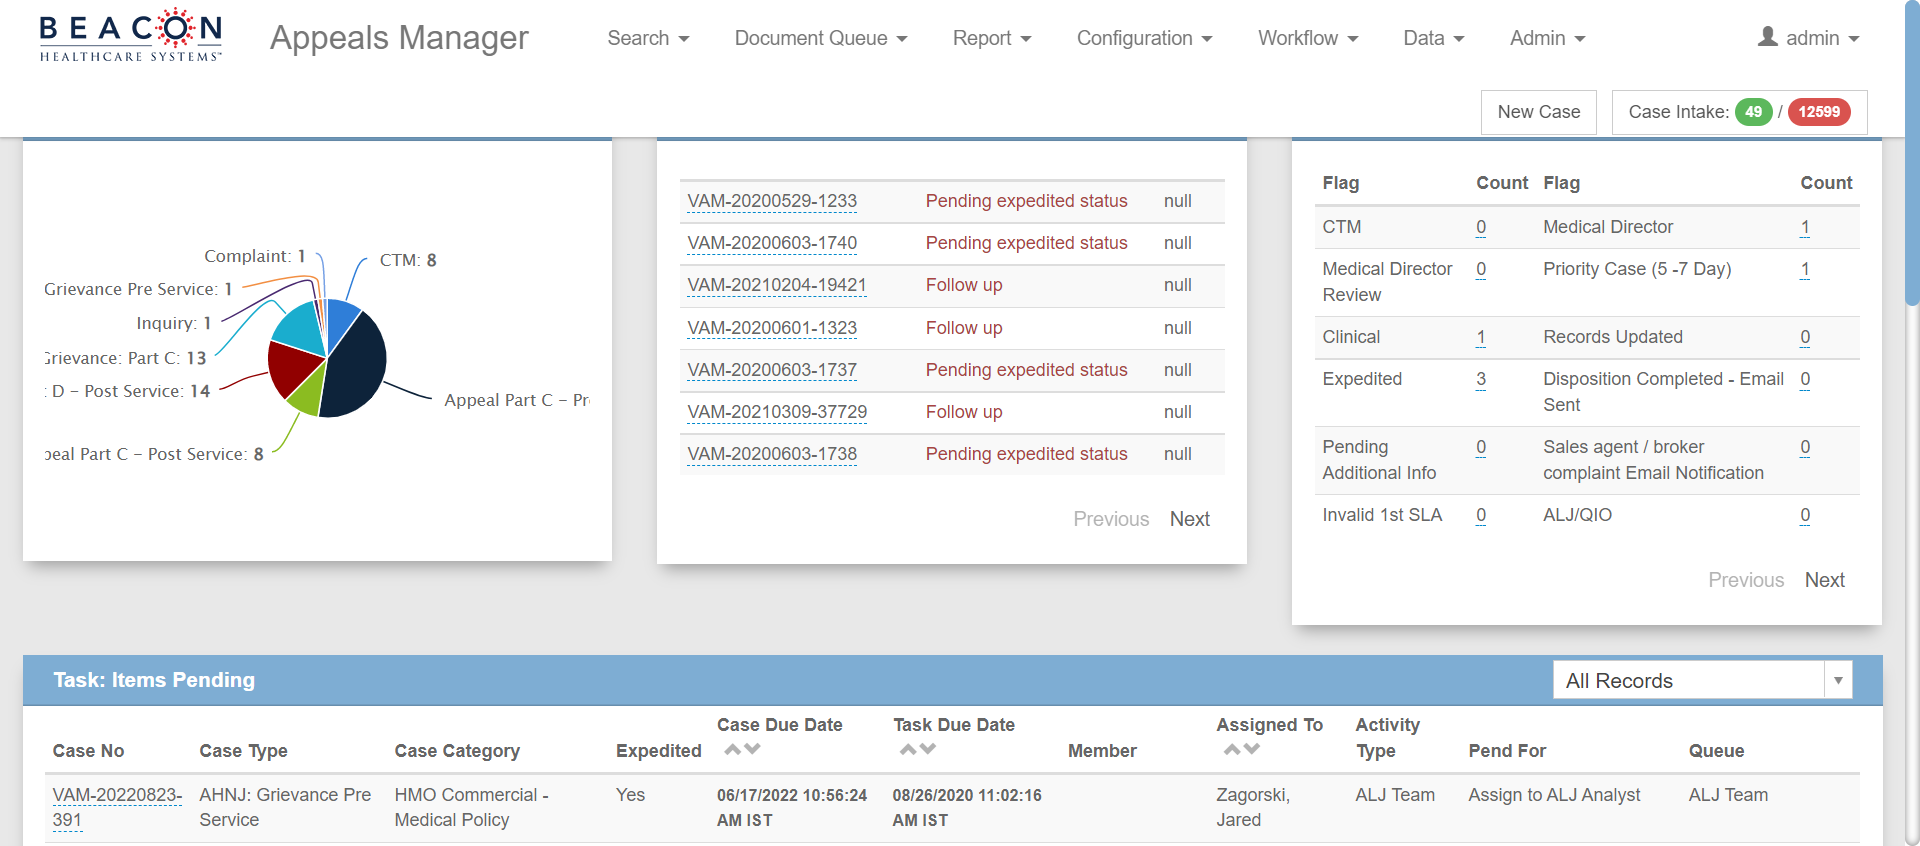 BEACON
HEALTHCARE SYSTEMS™
Appeals Manager
Search
Document Queue
Report
Configuration
Workflow
Data
Admin
admin
New Case
Case Intake: 49 / 12599
Complaint: 1
CTM: 8
Grievance Pre Service: 1
Inquiry: 1
Grievance: Part C: 13
: D – Post Service: 14
Appeal Part C – Pr
peal Part C – Post Service: 8
VAM-20200529-1233 Pending expedited status null
VAM-20200603-1740 Pending expedited status null
VAM-20210204-19421 Follow up null
VAM-20200601-1323 Follow up null
VAM-20200603-1737 Pending expedited status null
VAM-20210309-37729 Follow up null
VAM-20200603-1738 Pending expedited status null
Previous Next
Flag Count Flag Count
CTM 0 Medical Director 1
Medical Director 0 Priority Case (5 -7 Day) 1
Review
Clinical 1 Records Updated 0
Expedited 3 Disposition Completed - Email 0
Sent
Pending 0 Sales agent / broker 0
Additional Info complaint Email Notification
Invalid 1st SLA 0 ALJ/QIO 0
Previous Next
Task: Items Pending
All Records
Case Due Date Task Due Date Assigned To Activity
Case No Case Type Case Category Expedited Member Type Pend For Queue
VAM-20220823- AHNJ: Grievance Pre HMO Commercial - Yes 06/17/2022 10:56:24 08/26/2020 11:02:16 Zagorski, ALJ Team Assign to ALJ Analyst ALJ Team
391 Service Medical Policy AM IST AM IST Jared